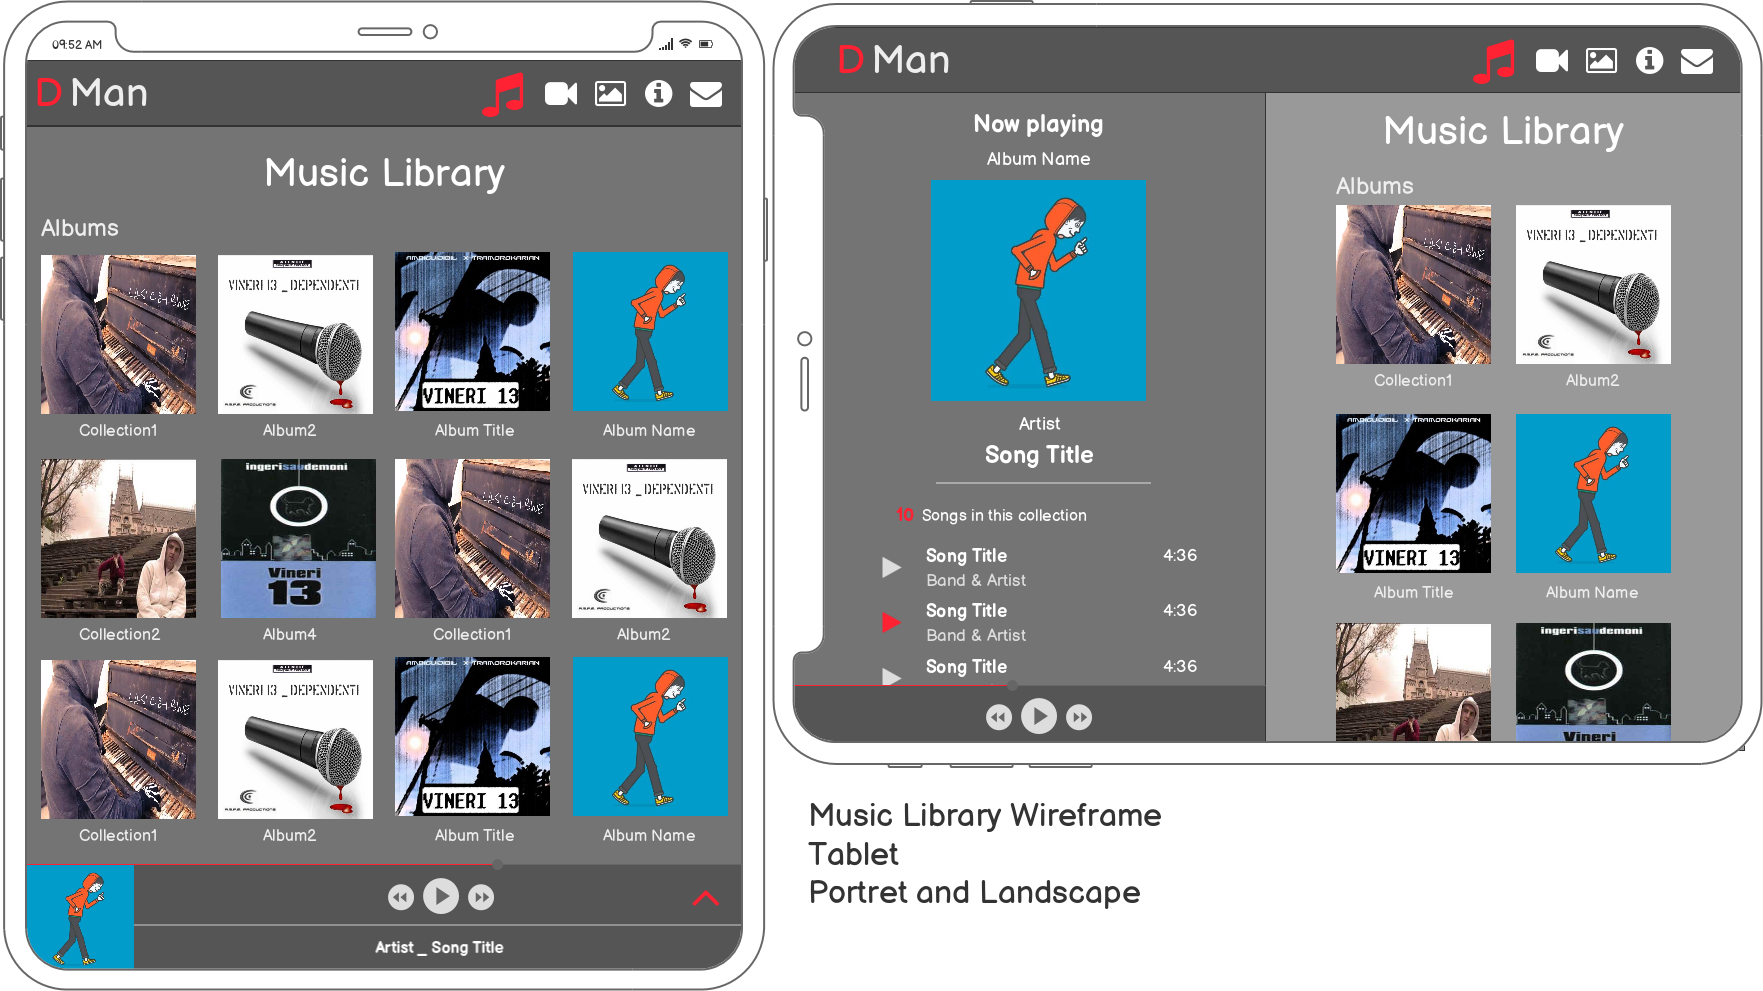 09:52 AM
D Man
Music Library
Albums
VINERI 13 _ DEPENDENTI
AMBIGUIDIGIL X TRAMDROKARIAN
VINERI 13
Collection1
Album2
Album Title
Album Name
ingerisaudemoni
Vineri
13
VINERI 13 _ DEPENDENTI
Collection2
Album4
Collection1
Album2
VINERI 13 _ DEPENDENTI
VINERI 13
Collection1
Album2
Album Title
Album Name
Artist _ Song Title
D Man
Now playing
Album Name
Artist
Song Title
10 Songs in this collection
Song Title 4:36
Band & Artist
Song Title 4:36
Band & Artist
Song Title 4:36
Music Library
Albums
VINERI 13 _ DEPENDENTI
Collection1
Album2
VINERI 13
Album Title
Album Name
ingerisaudemoni
Vineri
Music Library Wireframe
Tablet
Portret and Landscape